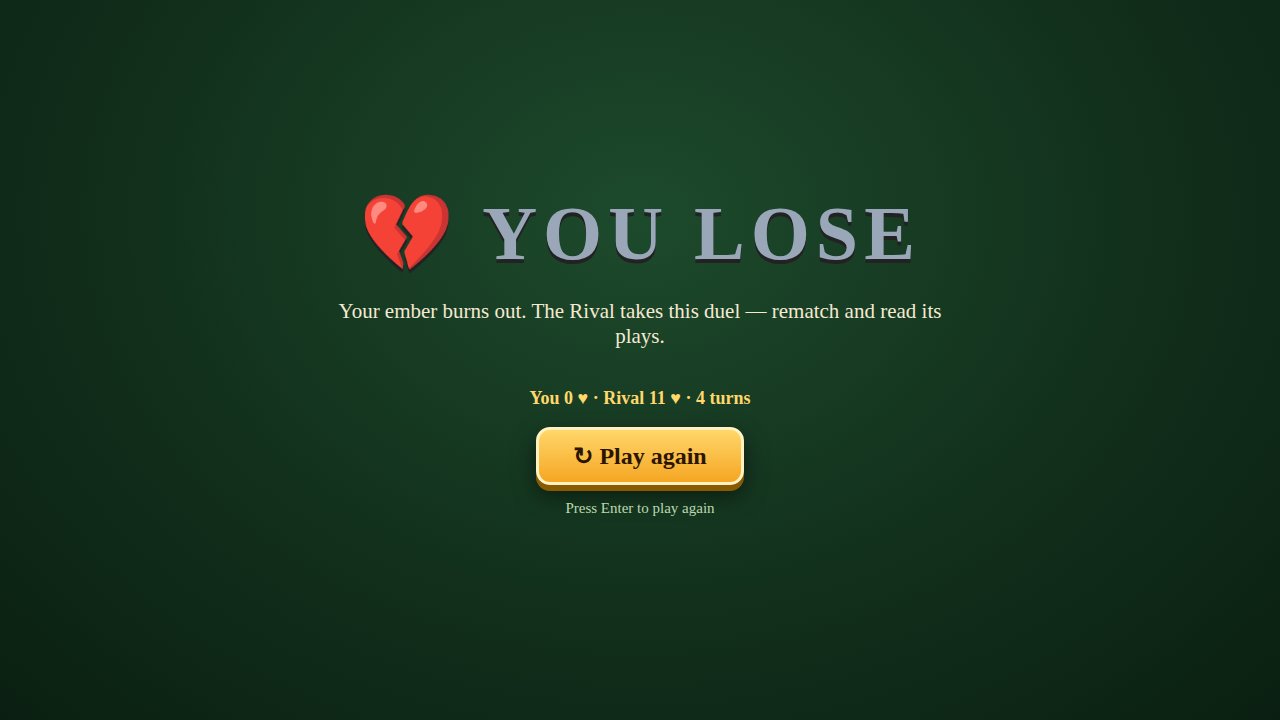 YOU LOSE
Your ember burns out. The Rival takes this duel — rematch and read its
plays.
You 0 ♥ · Rival 11 ♥ · 4 turns
↻ Play again
Press Enter to play again